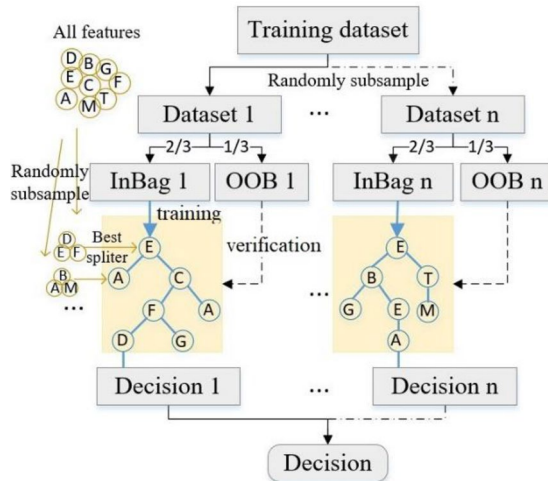 All features
Training dataset
D B G
E C F
A M T
Randomly subsample
Dataset 1 ... Dataset n
2/3 1/3 2/3 1/3
Randomly
subsample
InBag 1 OOB 1 InBag n OOB n
training
verification
D
E F
Best
spliter
B
A M
...
E
A C
F A
D G
...
E
B T
G E M
A
Decision 1 ... Decision n
Decision